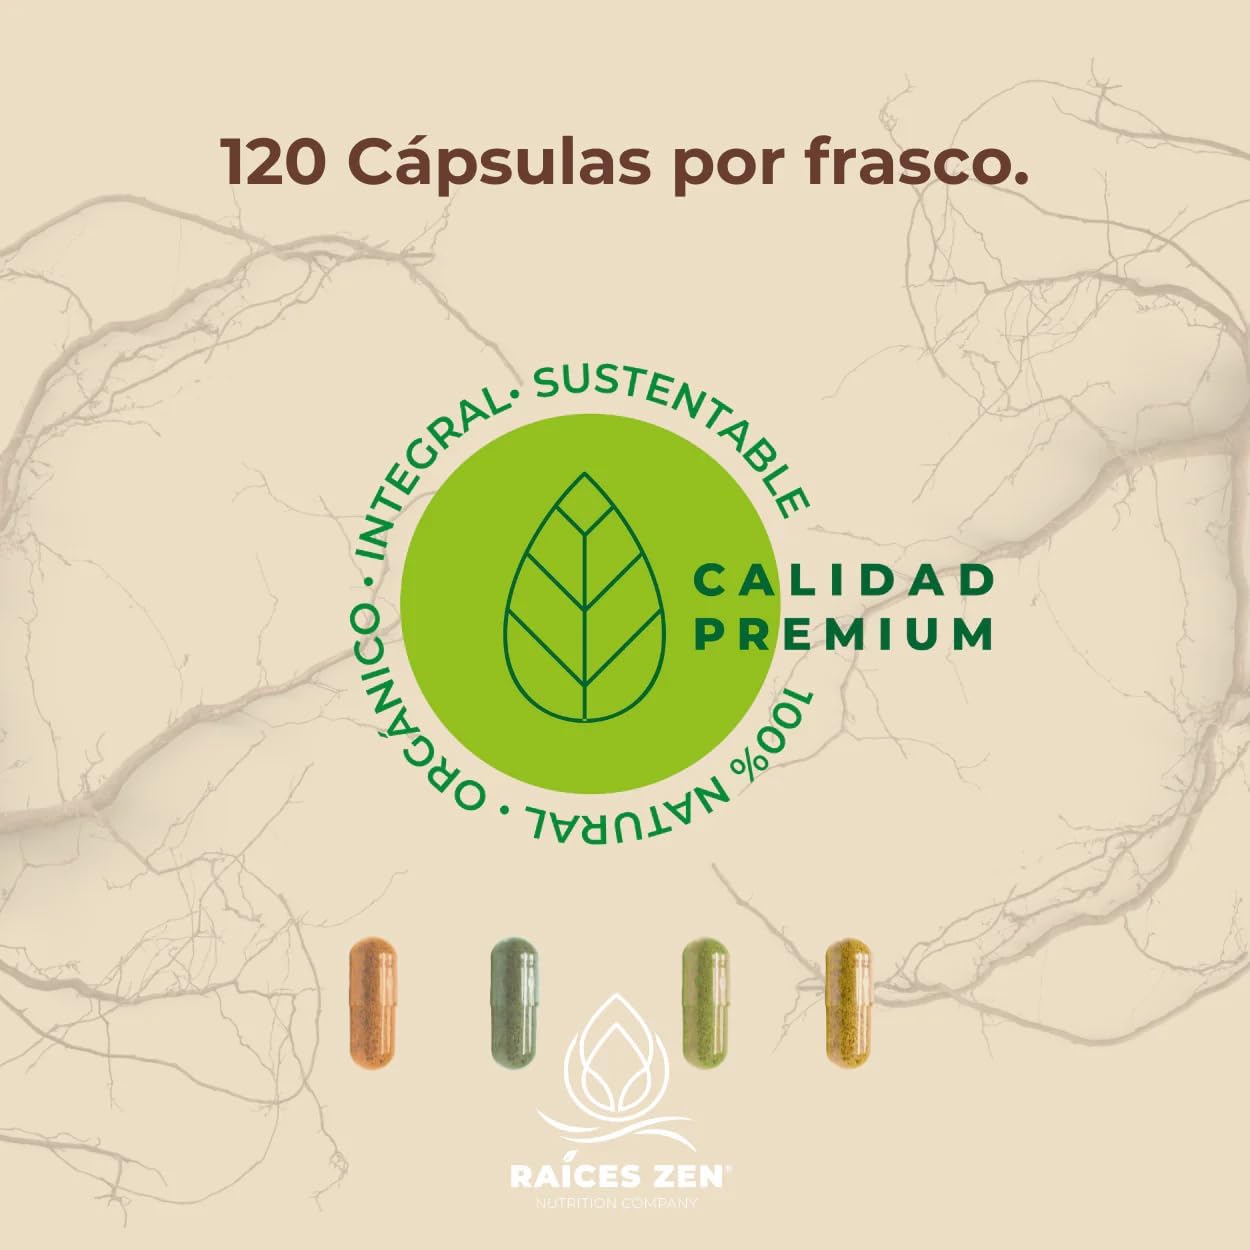 120 Cápsulas por frasco.
ORGÁNICO • INTEGRAL • SUSTENTABLE
CALIDAD
PREMIUM
100% NATURAL •
RAÍCES ZEN®
NUTRITION COMPANY